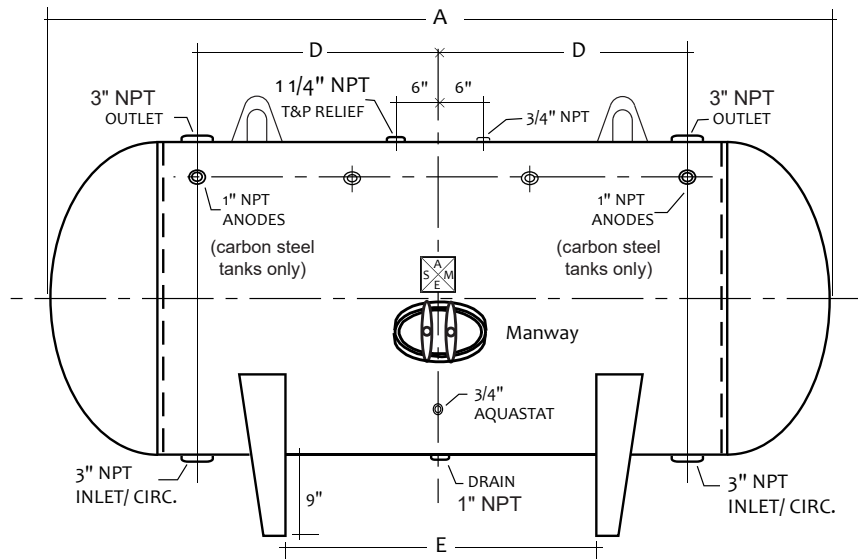 A
D
D
6"
6"
3" NPT
OUTLET
1 1/4" NPT
T&P RELIEF
3/4" NPT
3" NPT
OUTLET
1" NPT
ANODES
(carbon steel
tanks only)
1" NPT
ANODES
(carbon steel
tanks only)
A
S M
E
Manway
3/4"
AQUASTAT
3" NPT
INLET/ CIRC.
9"
DRAIN
1" NPT
3" NPT
INLET/ CIRC.
E